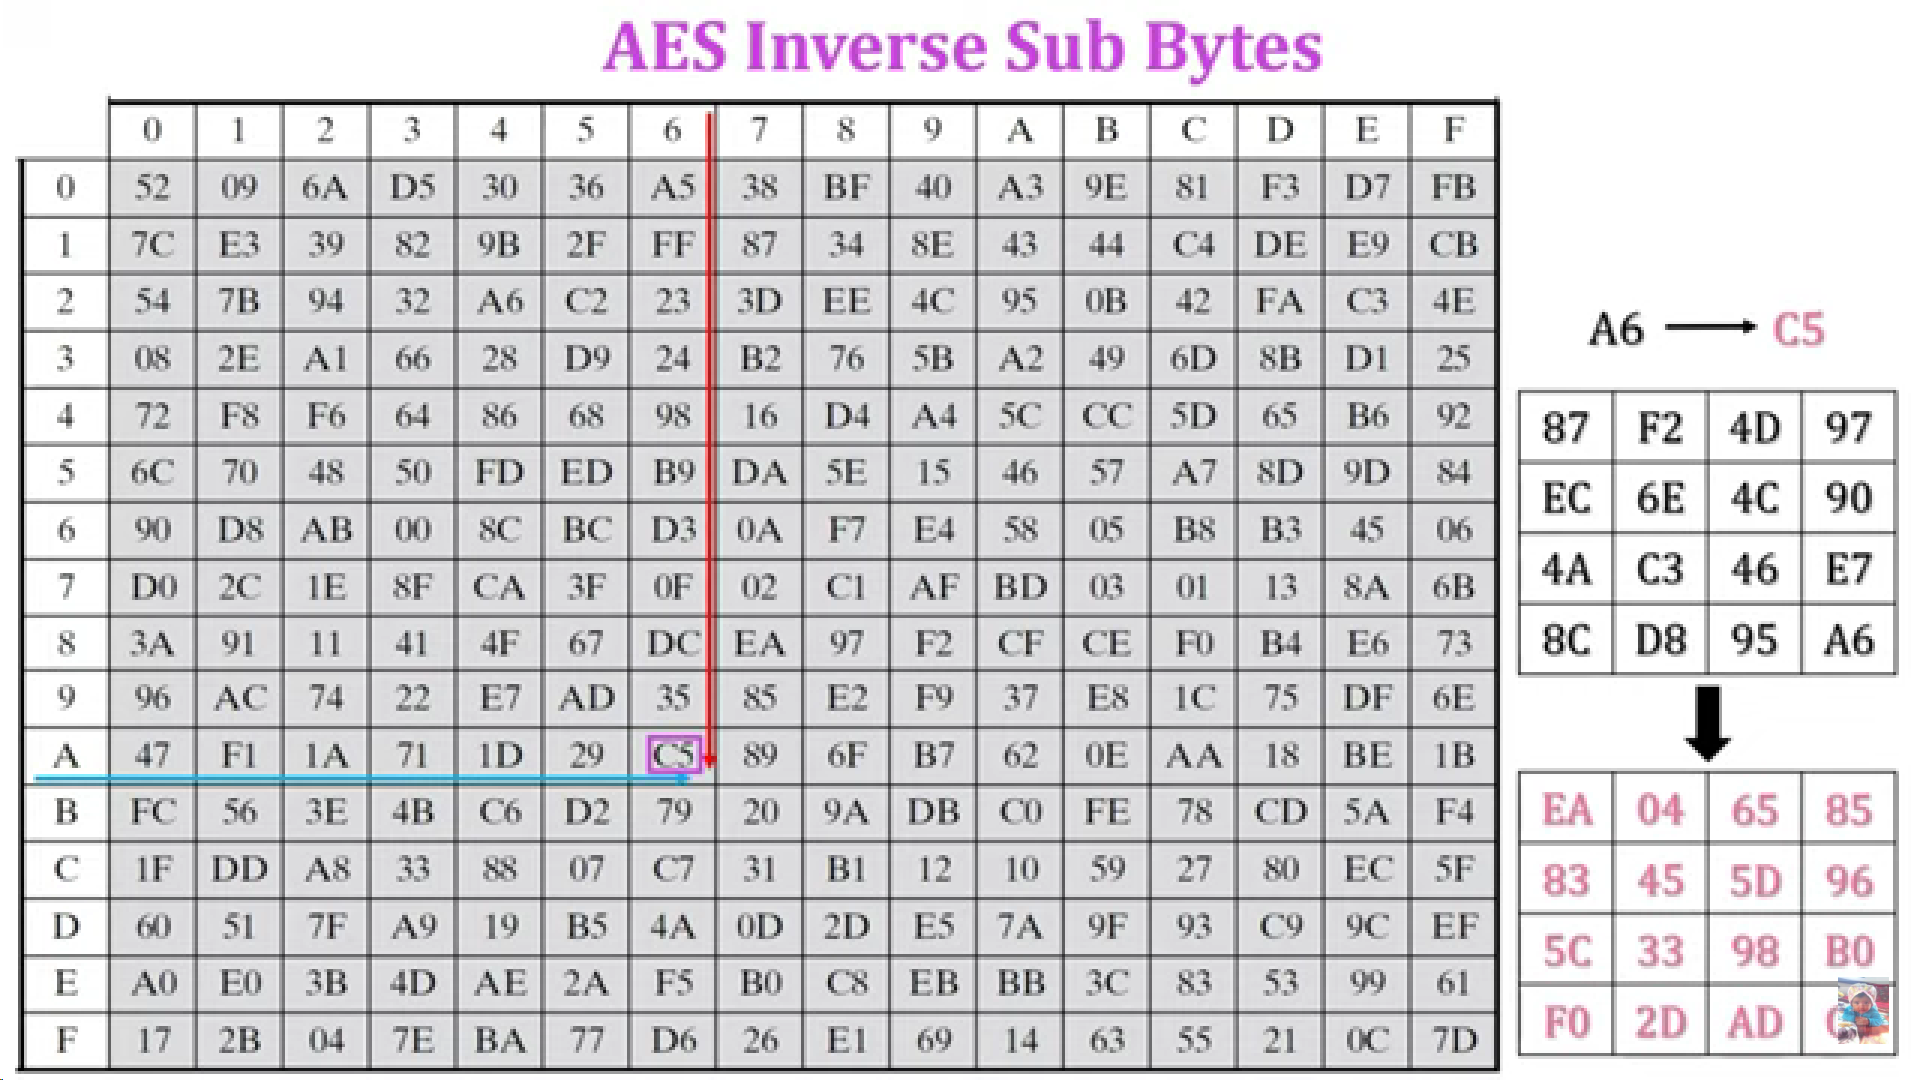 AES Inverse Sub Bytes
0 1 2 3 4 5 6 7 8 9 A B C D E F
0 52 09 6A D5 30 36 A5 38 BF 40 A3 9E 81 F3 D7 FB
1 7C E3 39 82 9B 2F FF 87 34 8E 43 44 C4 DE E9 CB
2 54 7B 94 32 A6 C2 23 3D EE 4C 95 0B 42 FA C3 4E
3 08 2E A1 66 28 D9 24 B2 76 5B A2 49 6D 8B D1 25
4 72 F8 F6 64 86 68 98 16 D4 A4 5C CC 5D 65 B6 92
5 6C 70 48 50 FD ED B9 DA 5E 15 46 57 A7 8D 9D 84
6 90 D8 AB 00 8C BC D3 0A F7 E4 58 05 B8 B3 45 06
7 D0 2C 1E 8F CA 3F 0F 02 C1 AF BD 03 01 13 8A 6B
8 3A 91 11 41 4F 67 DC EA 97 F2 CF CE F0 B4 E6 73
9 96 AC 74 22 E7 AD 35 85 E2 F9 37 E8 1C 75 DF 6E
A 47 F1 1A 71 1D 29 C5 89 6F B7 62 0E AA 18 BE 1B
B FC 56 3E 4B C6 D2 79 20 9A DB C0 FE 78 CD 5A F4
C 1F DD A8 33 88 07 C7 31 B1 12 10 59 27 80 EC 5F
D 60 51 7F A9 19 B5 4A 0D 2D E5 7A 9F 93 C9 9C EF
E A0 E0 3B 4D AE 2A F5 B0 C8 EB BB 3C 83 53 99 61
F 17 2B 04 7E BA 77 D6 26 E1 69 14 63 55 21 0C 7D
A6 C5
87 F2 4D 97
EC 6E 4C 90
4A C3 46 E7
8C D8 95 A6
EA 04 65 85
83 45 5D 96
5C 33 98 B0
F0 2D AD